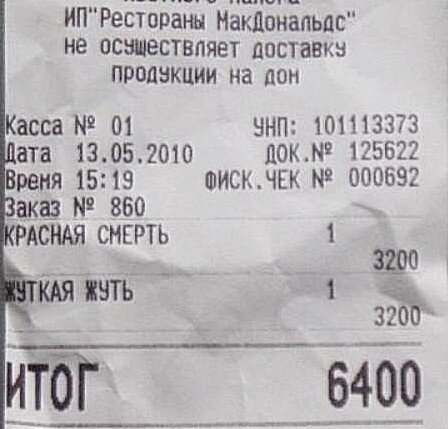 ИП"Рестораны МакДональдс"
не осуществляет доставку
продукции на дом
Касса № 01 УНП: 101113373
Дата 13.05.2010 ДОК.№ 125622
Время 15:19 ФИСК.ЧЕК № 000692
Заказ № 860
КРАСНАЯ СМЕРТЬ 1
3200
ЖУТКАЯ ЖУТЬ 1
3200
ИТОГ 6400